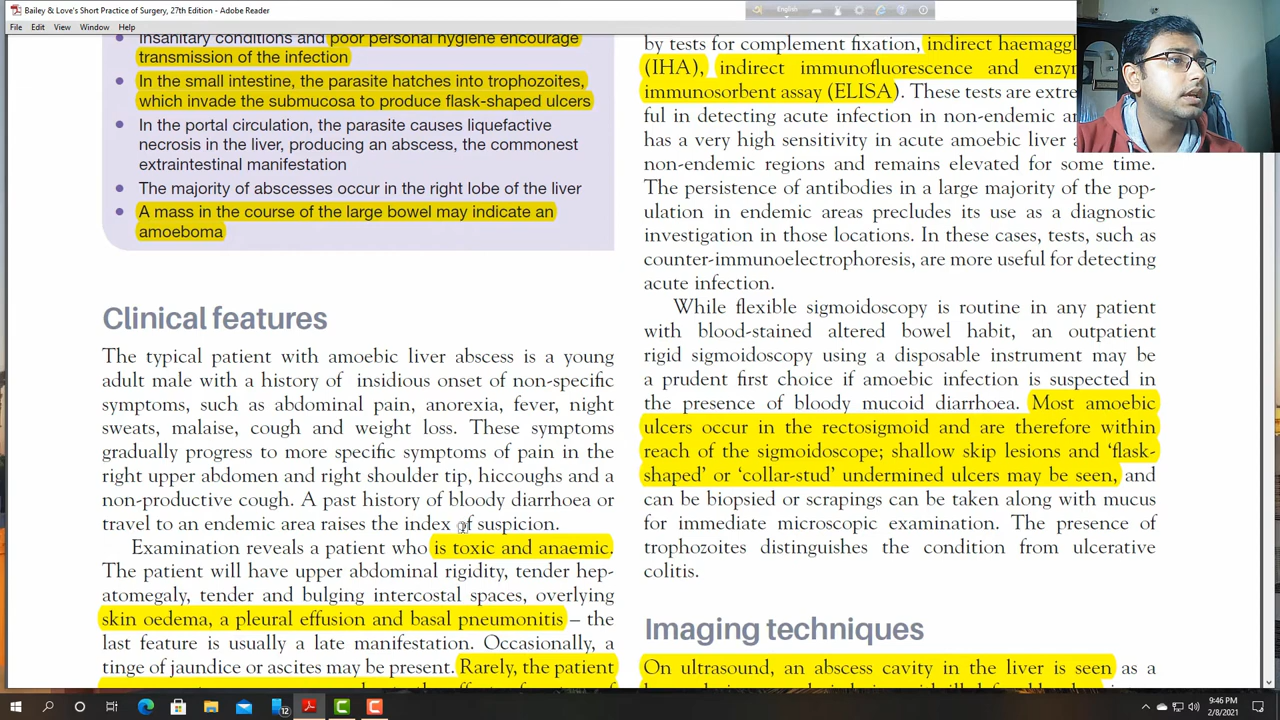 Bailey & Love's Short Practice of Surgery, 27th Edition - Adobe Reader
English
File Edit View Window Help
Insanitary conditions and poor personal hygiene encourage
transmission of the infection
In the small intestine, the parasite hatches into trophozoites,
which invade the submucosa to produce flask-shaped ulcers
In the portal circulation, the parasite causes liquefactive
necrosis in the liver, producing an abscess, the commonest
extraintestinal manifestation
The majority of abscesses occur in the right lobe of the liver
A mass in the course of the large bowel may indicate an
amoeboma
Clinical features
The typical patient with amoebic liver abscess is a young
adult male with a history of insidious onset of non-specific
symptoms, such as abdominal pain, anorexia, fever, night
sweats, malaise, cough and weight loss. These symptoms
gradually progress to more specific symptoms of pain in the
right upper abdomen and right shoulder tip, hiccoughs and a
non-productive cough. A past history of bloody diarrhoea or
travel to an endemic area raises the index of suspicion.
Examination reveals a patient who is toxic and anaemic.
The patient will have upper abdominal rigidity, tender hep-
atomegaly, tender and bulging intercostal spaces, overlying
skin oedema, a pleural effusion and basal pneumonitis – the
last feature is usually a late manifestation. Occasionally, a
tinge of jaundice or ascites may be present. Rarely, the patient
by tests for complement fixation, indirect haemaggl
(IHA), indirect immunofluorescence and enzy
immunosorbent assay (ELISA). These tests are extre
ful in detecting acute infection in non-endemic a
has a very high sensitivity in acute amoebic liver a
non-endemic regions and remains elevated for some time.
The persistence of antibodies in a large majority of the pop-
ulation in endemic areas precludes its use as a diagnostic
investigation in those locations. In these cases, tests, such as
counter-immunoelectrophoresis, are more useful for detecting
acute infection.
While flexible sigmoidoscopy is routine in any patient
with blood-stained altered bowel habit, an outpatient
rigid sigmoidoscopy using a disposable instrument may be
a prudent first choice if amoebic infection is suspected in
the presence of bloody mucoid diarrhoea. Most amoebic
ulcers occur in the rectosigmoid and are therefore within
reach of the sigmoidoscope; shallow skip lesions and ‘flask-
shaped’ or ‘collar-stud’ undermined ulcers may be seen, and
can be biopsied or scrapings can be taken along with mucus
for immediate microscopic examination. The presence of
trophozoites distinguishes the condition from ulcerative
colitis.
Imaging techniques
On ultrasound, an abscess cavity in the liver is seen as a
12
9:46 PM
2/8/2021